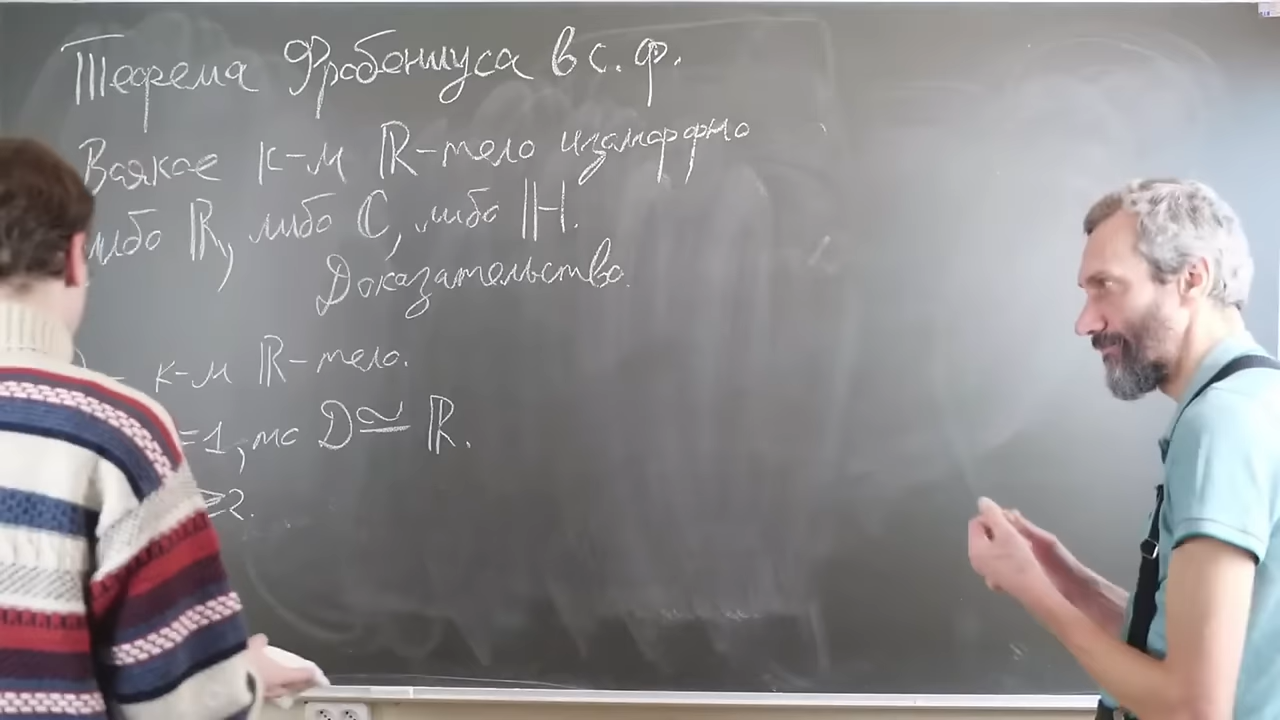 Теорема Фробениуса в с. ф.
Всякое к-м ℝ-тело изоморфно
либо ℝ, либо ℂ, либо ℍ.
Доказательство.
к-м ℝ-тело.
=1, то D ≃ ℝ.
≥2.